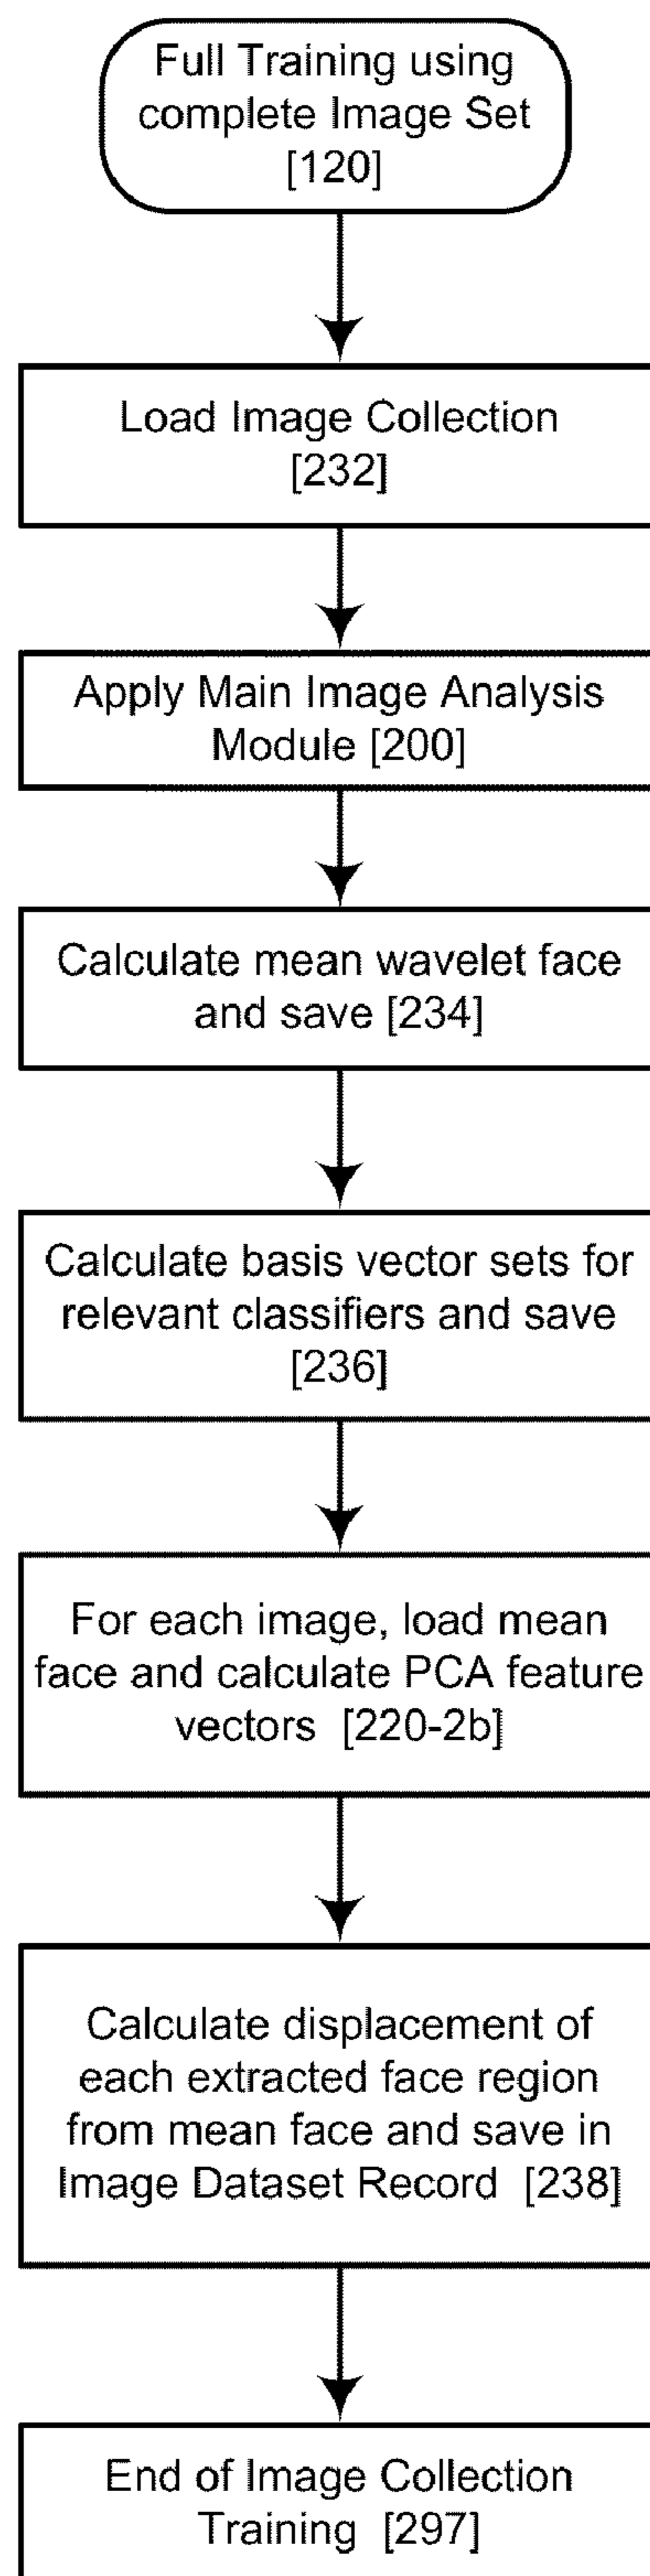 Full Training using
complete Image Set
[120]
Load Image Collection
[232]
Apply Main Image Analysis
Module [200]
Calculate mean wavelet face
and save [234]
Calculate basis vector sets for
relevant classifiers and save
[236]
For each image, load mean
face and calculate PCA feature
vectors [220-2b]
Calculate displacement of
each extracted face region
from mean face and save in
Image Dataset Record [238]
End of Image Collection
Training [297]